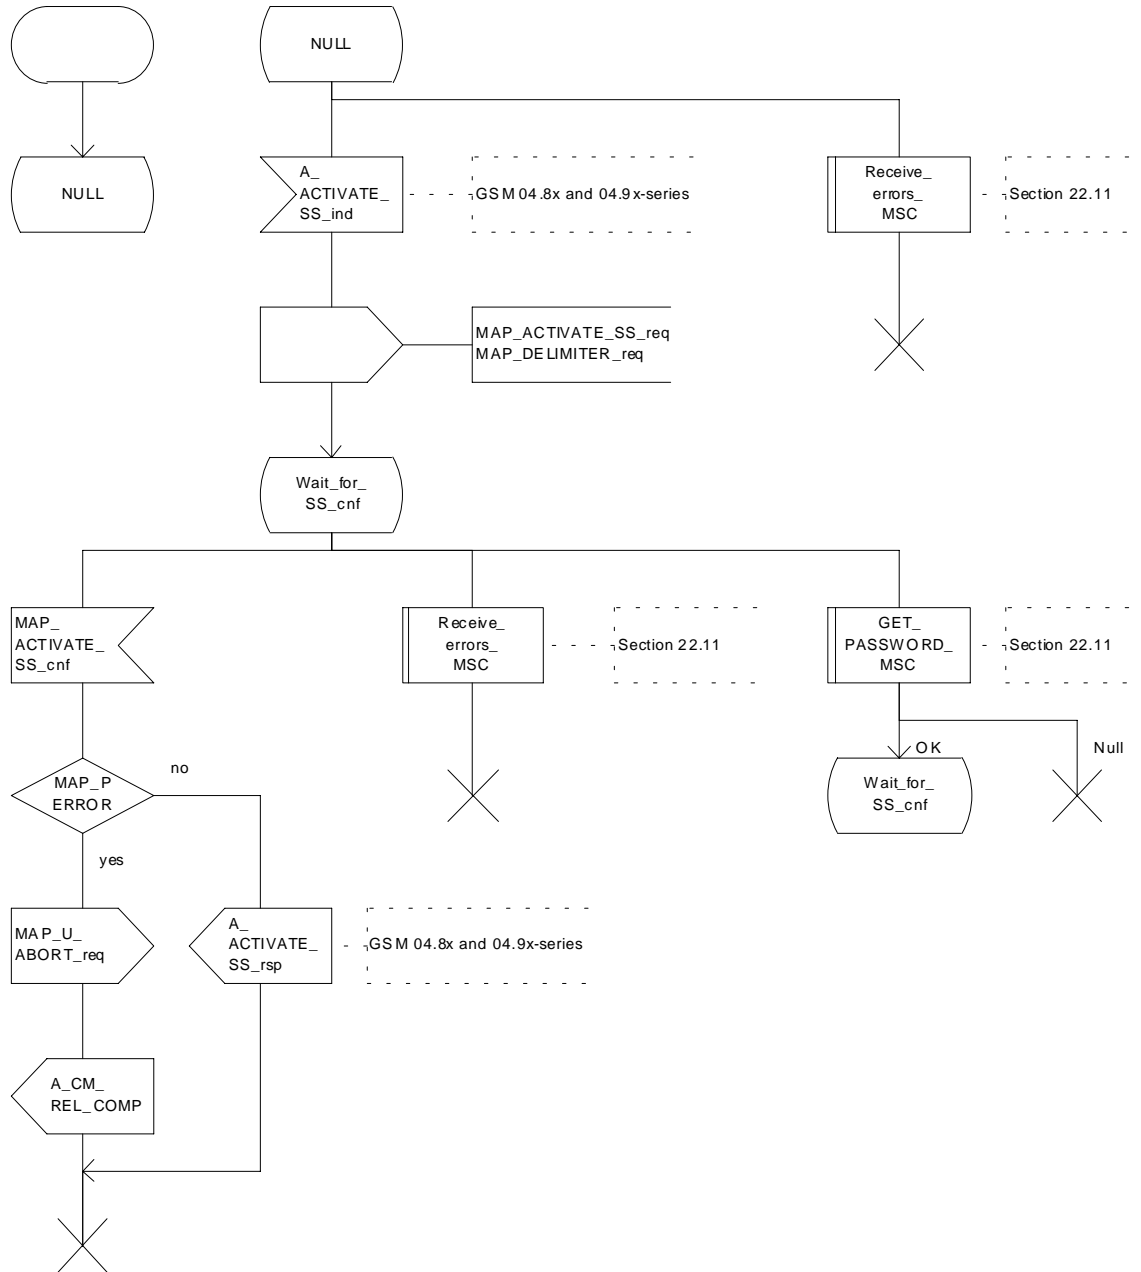 NULL
NULL
A_
ACTIVATE_
SS_ind
GSM 04.8x and 04.9x-series
Receive_
errors_
MSC
Section 22.11
MAP_ACTIVATE_SS_req
MAP_DELIMITER_req
Wait_for_
SS_cnf
MAP_
ACTIVATE_
SS_cnf
Receive_
errors_
MSC
Section 22.11
GET_
PASSWORD_
MSC
Section 22.11
OK
Null
Wait_for_
SS_cnf
MAP_P
ERROR
no
yes
MAP_U_
ABORT_req
A_
ACTIVATE_
SS_rsp
GSM 04.8x and 04.9x-series
A_CM_
REL_COMP